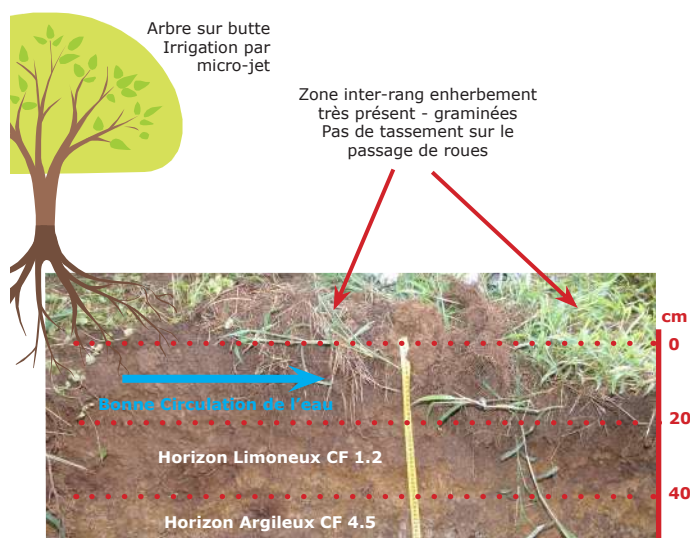 Arbre sur butte
Irrigation par
micro-jet
Zone inter-rang enherbement
très présent - graminées
Pas de tassement sur le
passage de roues
cm
0
Bonne Circulation de l'eau
20
Horizon Limoneux CF 1.2
40
Horizon Argileux CF 4.5